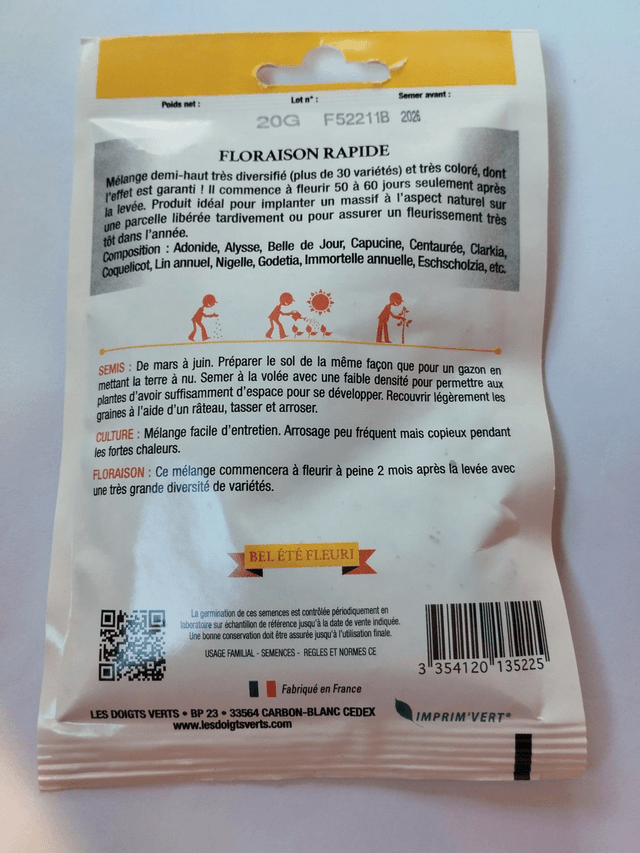 Poids net : Lot n° : Semer avant :
20G F52211B 2026
FLORAISON RAPIDE
Mélange demi-haut très diversifié (plus de 30 variétés) et très coloré, dont
l'effet est garanti ! Il commence à fleurir 50 à 60 jours seulement après
la levée. Produit idéal pour implanter un massif à l'aspect naturel sur
une parcelle libérée tardivement ou pour assurer un fleurissement très
tôt dans l'année.
Composition : Adonide, Alysse, Belle de Jour, Capucine, Centaurée, Clarkia,
Coquelicot, Lin annuel, Nigelle, Godetia, Immortelle annuelle, Eschscholzia, etc.
SEMIS : De mars à juin. Préparer le sol de la même façon que pour un gazon en
mettant la terre à nu. Semer à la volée avec une faible densité pour permettre aux
plantes d'avoir suffisamment d'espace pour se développer. Recouvrir légèrement les
graines à l'aide d'un râteau, tasser et arroser.
CULTURE : Mélange facile d'entretien. Arrosage peu fréquent mais copieux pendant
les fortes chaleurs.
FLORAISON : Ce mélange commencera à fleurir à peine 2 mois après la levée avec
une très grande diversité de variétés.
BEL ÉTÉ FLEURI
La germination de ces semences est contrôlée périodiquement en
laboratoire sur échantillon de référence jusqu'à la date de vente indiquée.
Une bonne conservation doit être assurée jusqu'à l'utilisation finale.
USAGE FAMILIAL - SEMENCES - REGLES ET NORMES CE
3 354120 135225
Fabriqué en France
LES DOIGTS VERTS • BP 23 • 33564 CARBON-BLANC CEDEX
www.lesdoigtsverts.com
IMPRIM'VERT®